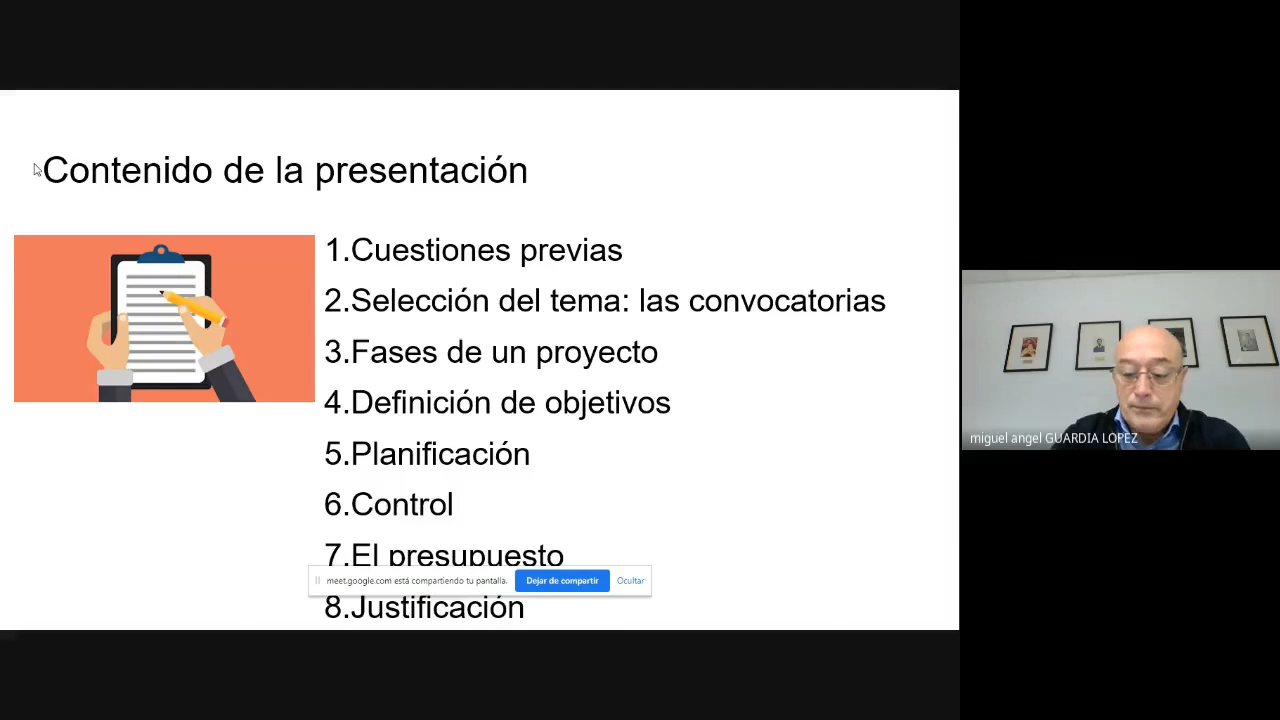 Contenido de la presentación
1.Cuestiones previas
2.Selección del tema: las convocatorias
3.Fases de un proyecto
4.Definición de objetivos
5.Planificación
6.Control
7.El presupuesto
meet.google.com está compartiendo tu pantalla. Dejar de compartir Ocultar
8.Justificación
miguel angel GUARDIA LOPEZ